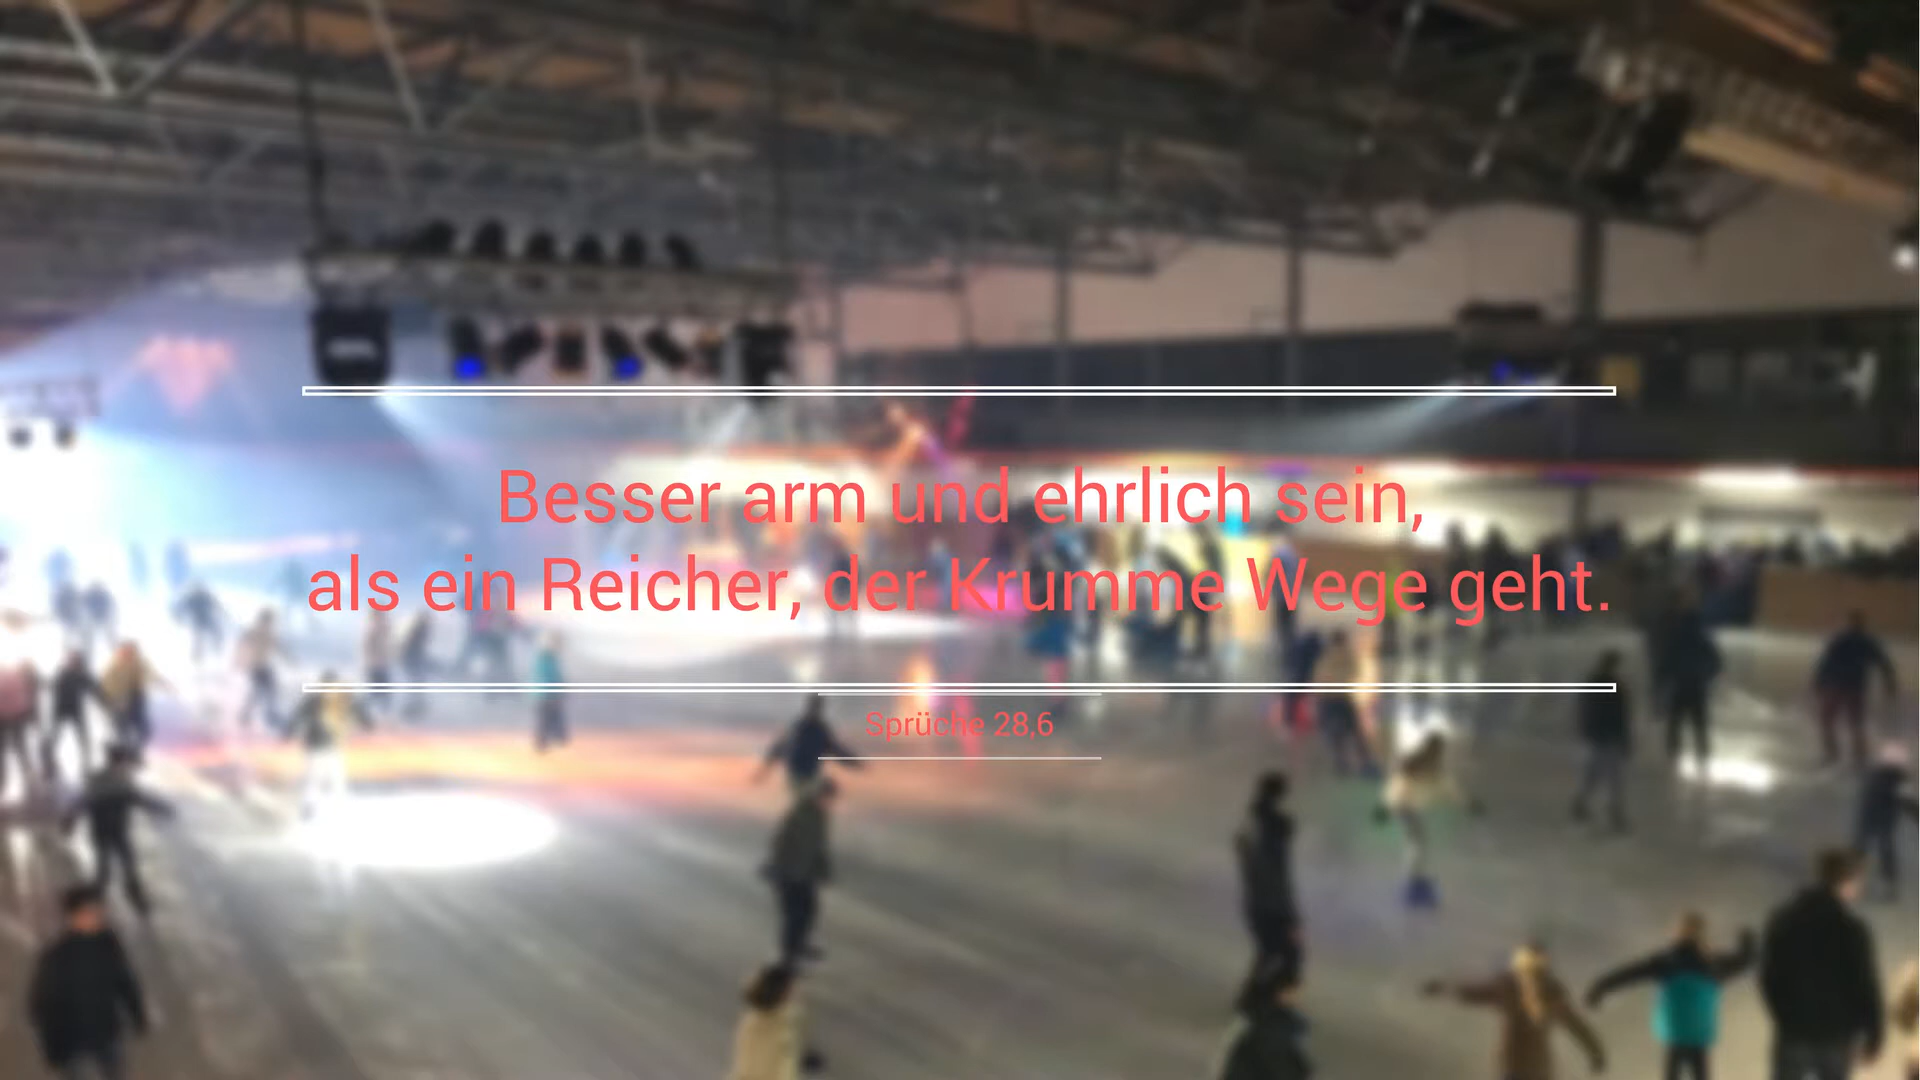 Besser arm und ehrlich sein,
als ein Reicher, der Krumme Wege geht.
Sprüche 28,6